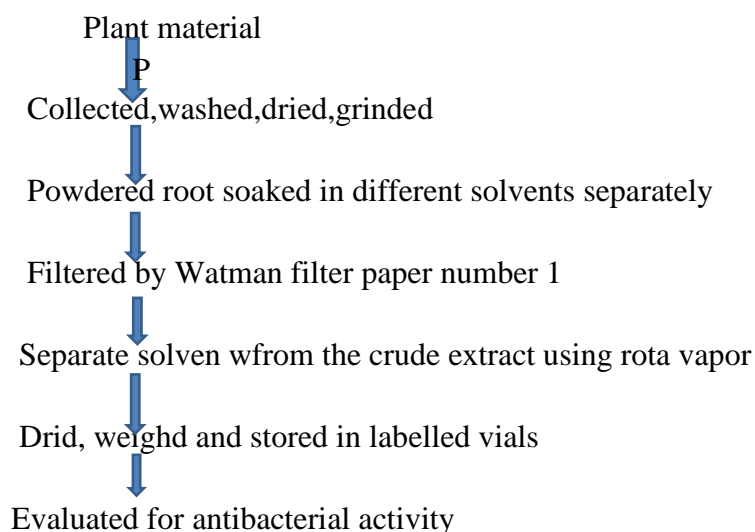 Plant material
P
Collected,washed,dried,grinded
Powdered root soaked in different solvents separately
Filtered by Watman filter paper number 1
Separate solven wfrom the crude extract using rota vapor
Drid, weighd and stored in labelled vials
Evaluated for antibacterial activity